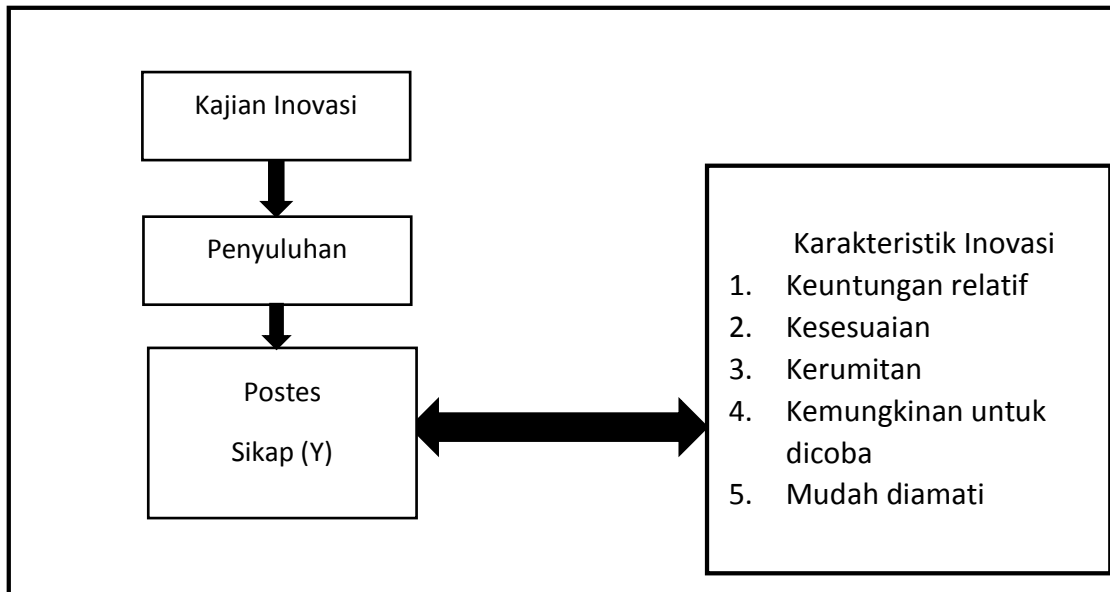 Kajian Inovasi
Penyuluhan
Postes
Sikap (Y)
Karakteristik Inovasi
1. Keuntungan relatif
2. Kesesuaian
3. Kerumitan
4. Kemungkinan untuk
dicoba
5. Mudah diamati